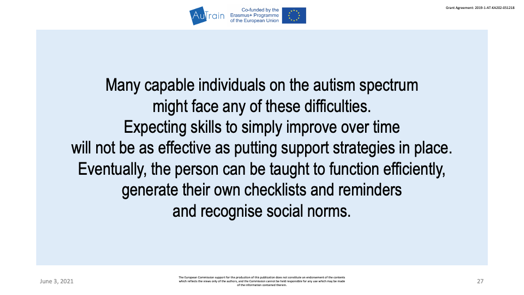 AuTrain
Co-funded by the
Erasmus+ Programme
of the European Union
Grant Agreement: 2019-1-AT-KA202-051218
Many capable individuals on the autism spectrum
might face any of these difficulties.
Expecting skills to simply improve over time
will not be as effective as putting support strategies in place.
Eventually, the person can be taught to function efficiently,
generate their own checklists and reminders
and recognise social norms.
June 3, 2021
The European Commission support for the production of this publication does not constitute an endorsement of the contents
which reflects the views only of the authors, and the Commission cannot be held responsible for any use which may be made
of the information contained therein.
27